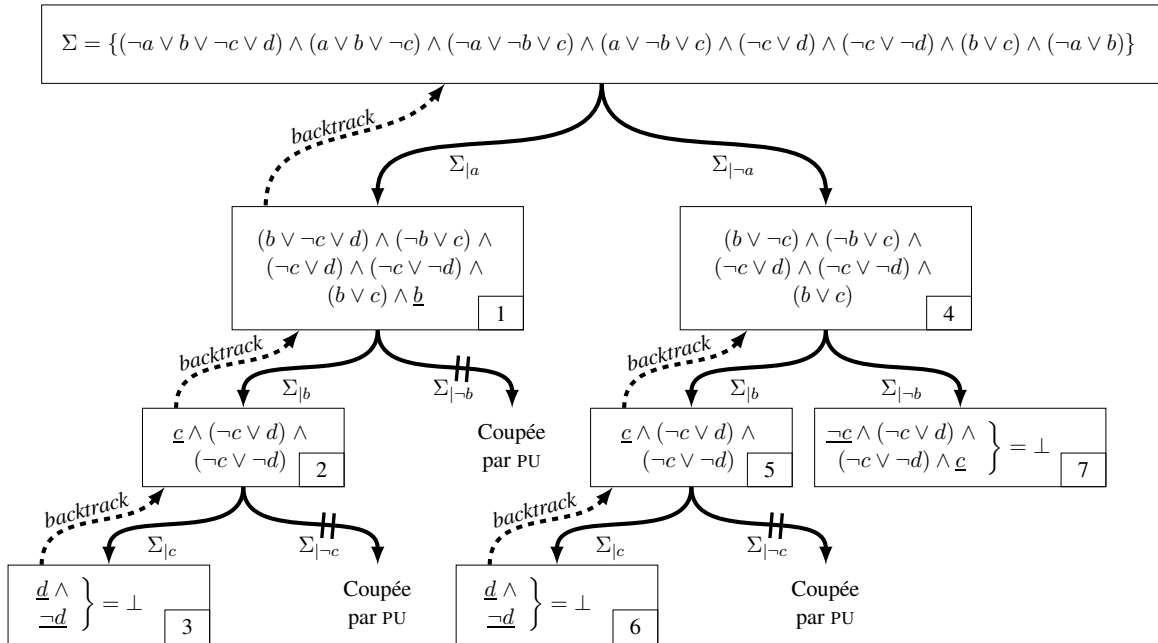 Σ = {(¬a ∨ b ∨ ¬c ∨ d) ∧ (a ∨ b ∨ ¬c) ∧ (¬a ∨ ¬b ∨ c) ∧ (a ∨ ¬b ∨ c) ∧ (¬c ∨ d) ∧ (¬c ∨ ¬d) ∧ (b ∨ c) ∧ (¬a ∨ b)}
backtrack
Σ|a
Σ|¬a
(b ∨ ¬c ∨ d) ∧ (¬b ∨ c) ∧
(¬c ∨ d) ∧ (¬c ∨ ¬d) ∧
(b ∨ c) ∧ b
1
(b ∨ ¬c) ∧ (¬b ∨ c) ∧
(¬c ∨ d) ∧ (¬c ∨ ¬d) ∧
(b ∨ c)
4
backtrack
Σ|b
Σ|¬b
backtrack
Σ|b
Σ|¬b
c ∧ (¬c ∨ d) ∧
(¬c ∨ ¬d)
2
Coupée
par PU
c ∧ (¬c ∨ d) ∧
(¬c ∨ ¬d)
5
¬c ∧ (¬c ∨ d) ∧
(¬c ∨ ¬d) ∧ c
} = ⊥
7
backtrack
Σ|c
Σ|¬c
backtrack
Σ|c
Σ|¬c
d ∧
¬d
} = ⊥
3
Coupée
par PU
d ∧
¬d
} = ⊥
6
Coupée
par PU